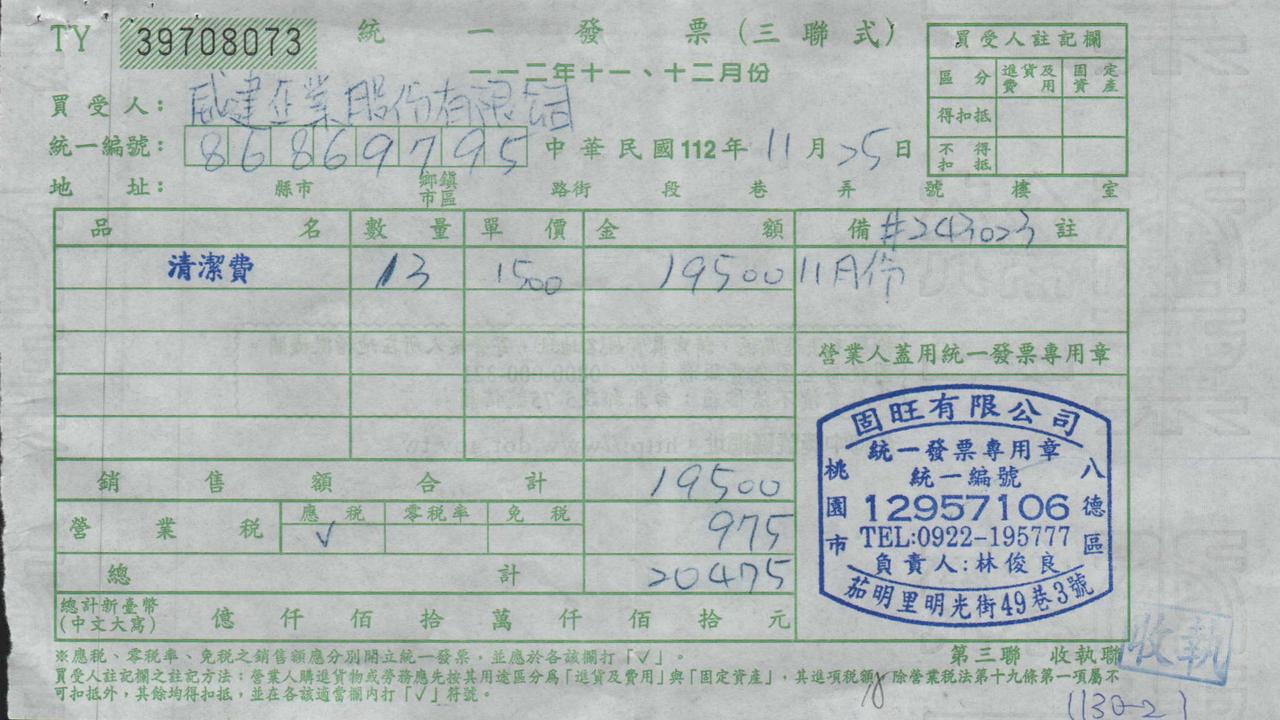 TY 39708073 統一發票(三聯式)
一一二年十一、十二月份
買受人註記欄
區分 進貨及費用 固定資產
得扣抵
不得扣抵
買受人：威建企業股份有限公司
統一編號：86869795 中華民國112年11月25日
地址： 縣市 鄉鎮市區 路街 段 巷 弄 號 樓 室
品名 數量 單價 金額 備註 #243023
清潔費 13 1500 19500 11月份
營業人蓋用統一發票專用章
固旺有限公司
統一發票專用章
統一編號
12957106
TEL:0922-195777
負責人:林俊良
桃園市
八德區
茄明里明光街49巷3號
銷售額合計 19500
營業稅 應稅 √ 零稅率 免稅 975
總計 20475
總計新臺幣(中文大寫) 億 仟 佰 拾 萬 仟 佰 拾 元
※應稅、零稅率、免稅之銷售額應分別開立統一發票，並應於各該欄打「√」。
第三聯 收執聯
收執
買受人註記欄之註記方法：營業人購進貨物或勞務應先按其用途區分為「進貨及費用」與「固定資產」，其進項稅額，除營業稅法第十九條第一項屬不
可扣抵外，其餘均得扣抵，並在各該適當欄內打「√」符號。
(130-2)